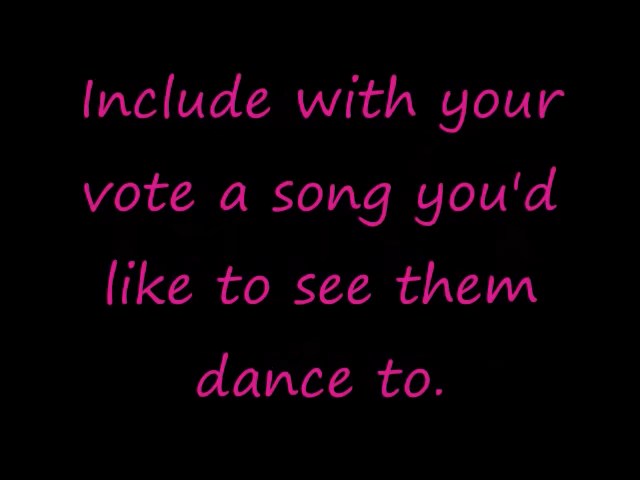 Include with your
vote a song you'd
like to see them
dance to.